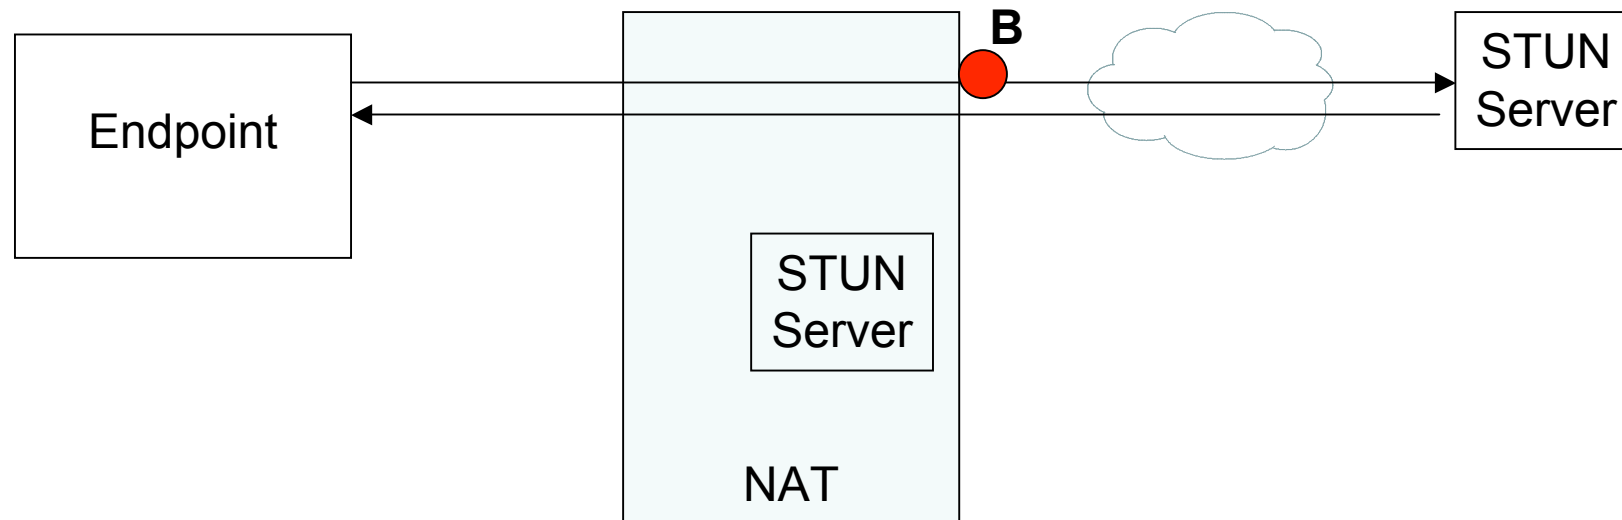 B
STUN
Server
Endpoint
STUN
Server
NAT